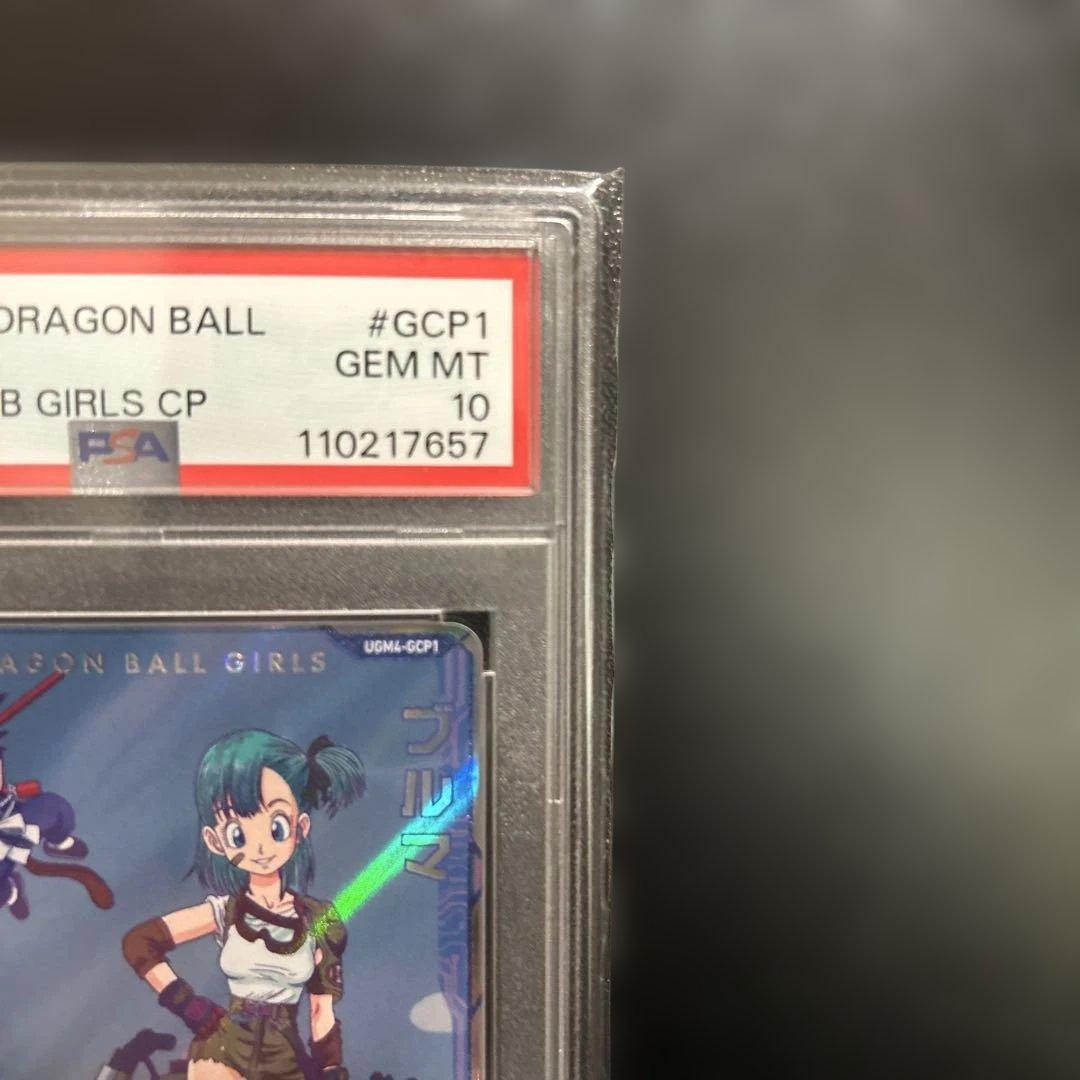 DRAGON BALL #GCP1
GEM MT
B GIRLS CP 10
PSA 110217657
UGM4-GCP1
AGON BALL GIRLS
ブルマ